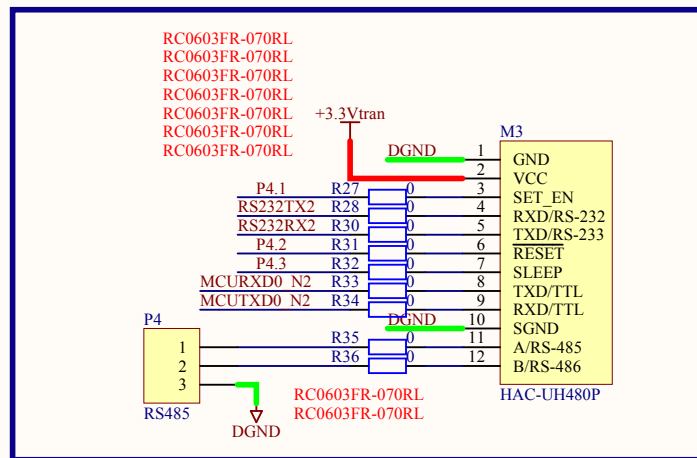 RC0603FR-070RL
RC0603FR-070RL
RC0603FR-070RL
RC0603FR-070RL
RC0603FR-070RL
RC0603FR-070RL
RC0603FR-070RL
+3.3Vtran
M3
DGND 1 GND
2 VCC
P4.1 R27 0 3 SET_EN
RS232TX2 R28 0 4 RXD/RS-232
RS232RX2 R30 0 5 TXD/RS-233
P4.2 R31 0 6 RESET
P4.3 R32 0 7 SLEEP
MCURXD0_N2 R33 0 8 TXD/TTL
MCUTXD0_N2 R34 0 9 RXD/TTL
DGND 10 SGND
P4
1 R35 0 11 A/RS-485
2 R36 0 12 B/RS-486
3
RS485
DGND
RC0603FR-070RL
RC0603FR-070RL
HAC-UH480P